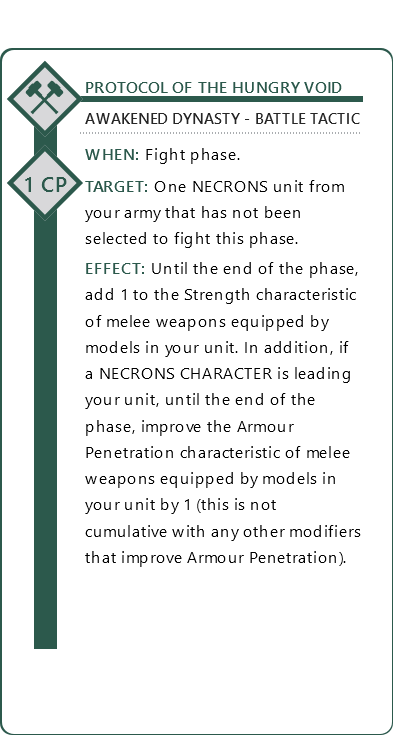 PROTOCOL OF THE HUNGRY VOID
AWAKENED DYNASTY - BATTLE TACTIC
WHEN: Fight phase.
1 CP
TARGET: One NECRONS unit from
your army that has not been
selected to fight this phase.
EFFECT: Until the end of the phase,
add 1 to the Strength characteristic
of melee weapons equipped by
models in your unit. In addition, if
a NECRONS CHARACTER is leading
your unit, until the end of the
phase, improve the Armour
Penetration characteristic of melee
weapons equipped by models in
your unit by 1 (this is not
cumulative with any other modifiers
that improve Armour Penetration).